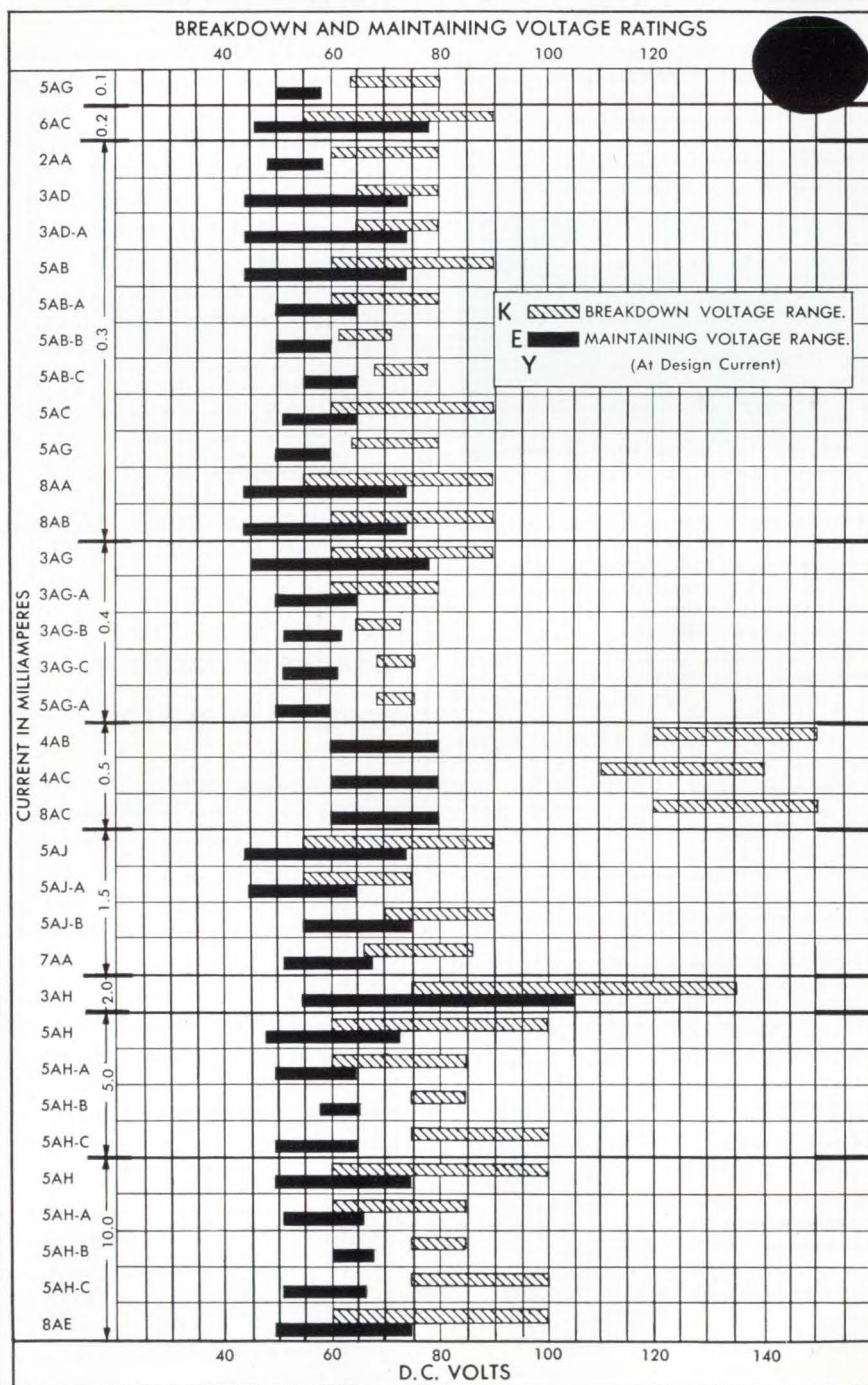 BREAKDOWN AND MAINTAINING VOLTAGE RATINGS
40 60 80 100 120
CURRENT IN MILLIAMPERES
0.1
5AG
0.2
6AC
0.3
2AA
3AD
3AD-A
5AB
5AB-A
5AB-B
5AB-C
5AC
5AG
8AA
8AB
K BREAKDOWN VOLTAGE RANGE.
E MAINTAINING VOLTAGE RANGE.
Y (At Design Current)
0.4
3AG
3AG-A
3AG-B
3AG-C
5AG-A
0.5
4AB
4AC
8AC
1.5
5AJ
5AJ-A
5AJ-B
7AA
2.0
3AH
5.0
5AH
5AH-A
5AH-B
5AH-C
10.0
5AH
5AH-A
5AH-B
5AH-C
8AE
40 60 80 100 120 140
D.C. VOLTS